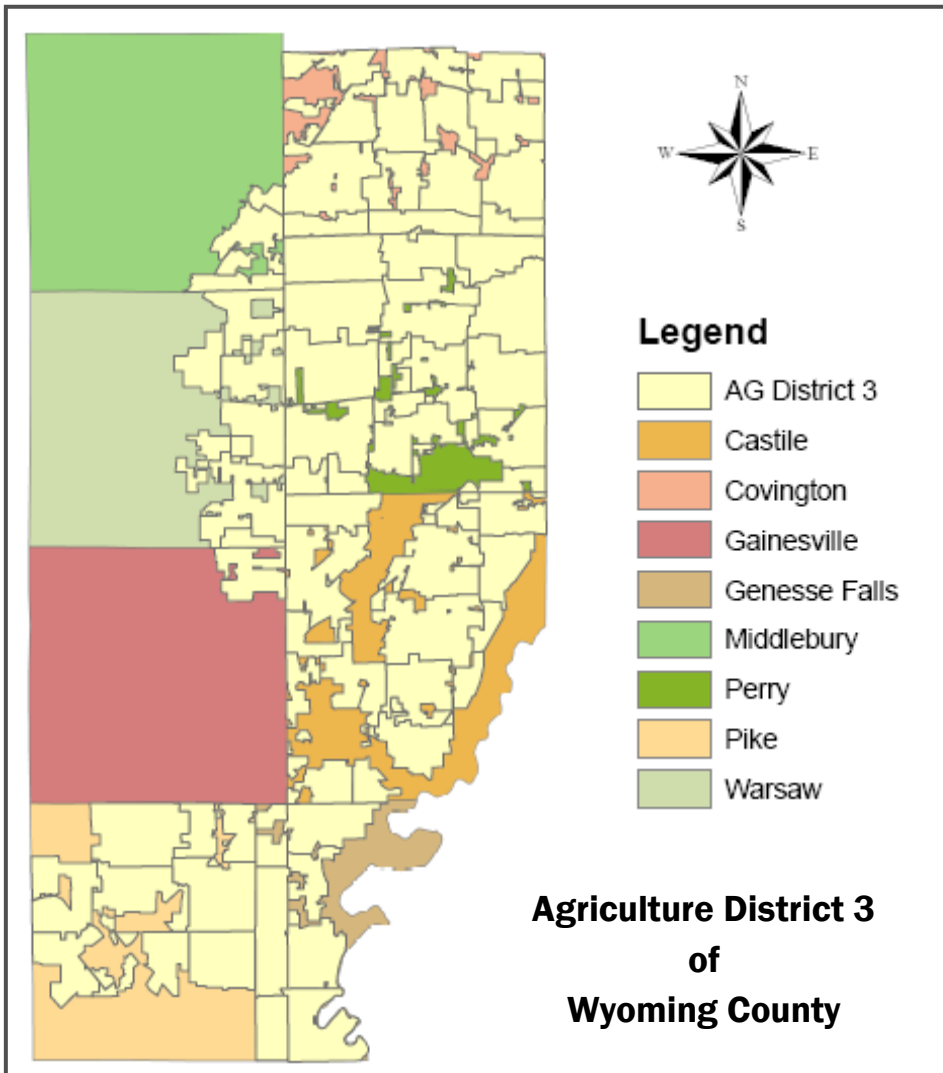 N
W
E
S
Legend
AG District 3
Castile
Covington
Gainesville
Genesse Falls
Middlebury
Perry
Pike
Warsaw
Agriculture District 3
of
Wyoming County